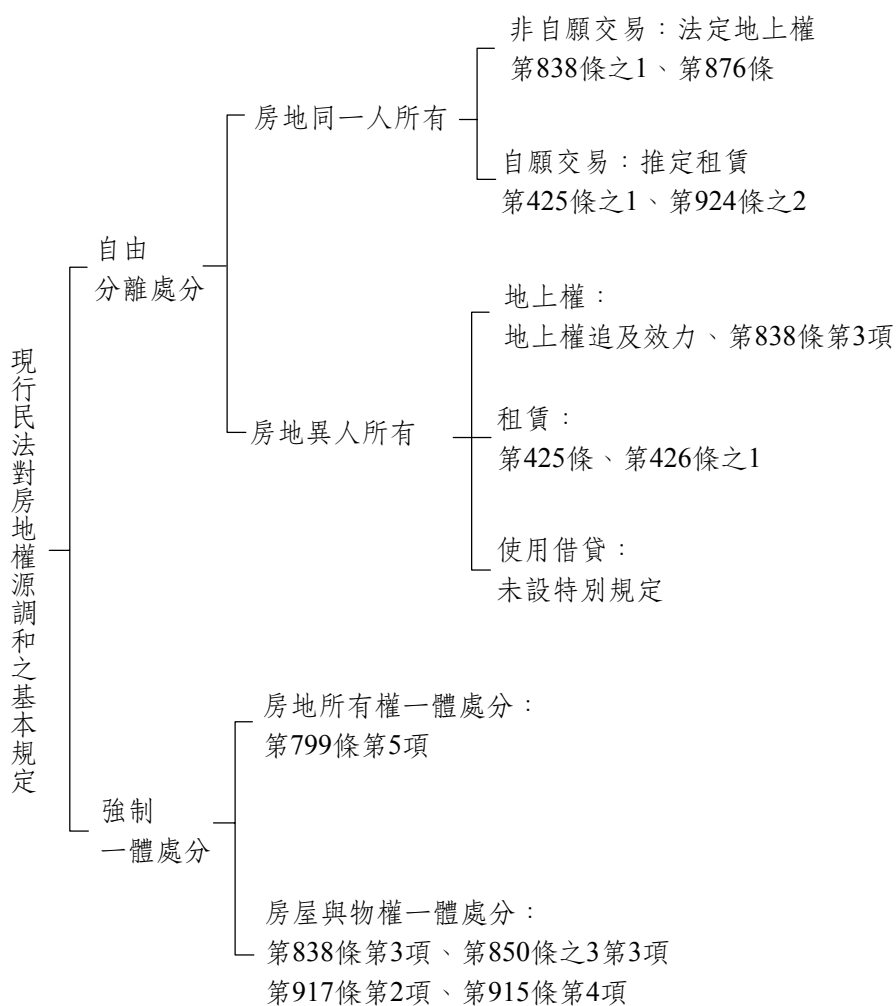 現行民法對房地權源調和之基本規定
自由
分離處分
房地同一人所有
非自願交易：法定地上權
第838條之1、第876條
自願交易：推定租賃
第425條之1、第924條之2
房地異人所有
地上權：
地上權追及效力、第838條第3項
租賃：
第425條、第426條之1
使用借貸：
未設特別規定
強制
一體處分
房地所有權一體處分：
第799條第5項
房屋與物權一體處分：
第838條第3項、第850條之3第3項
第917條第2項、第915條第4項